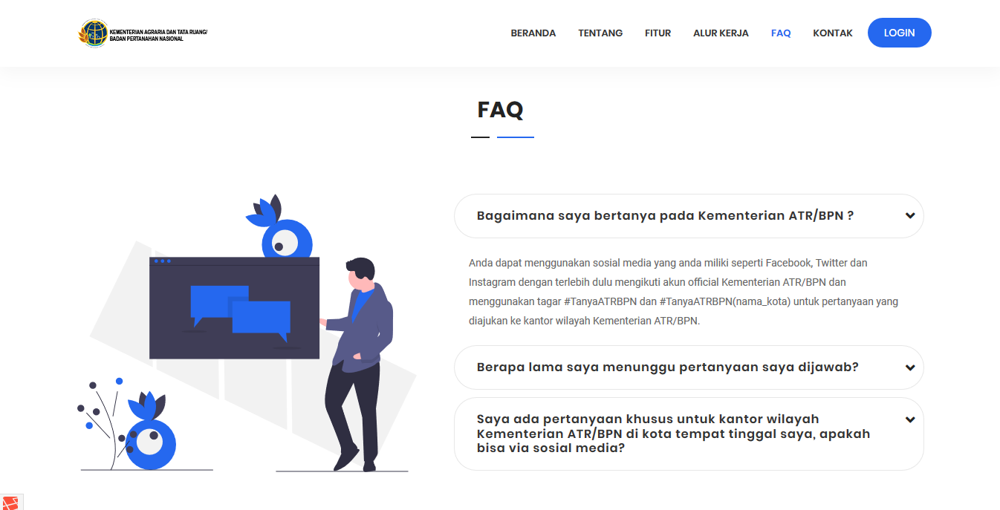 KEMENTERIAN AGRARIA DAN TATA RUANG/
BADAN PERTANAHAN NASIONAL
BERANDA
TENTANG
FITUR
ALUR KERJA
FAQ
KONTAK
LOGIN
FAQ
Bagaimana saya bertanya pada Kementerian ATR/BPN ?
Anda dapat menggunakan sosial media yang anda miliki seperti Facebook, Twitter dan
Instagram dengan terlebih dulu mengikuti akun official Kementerian ATR/BPN dan
menggunakan tagar #TanyaATRBPN dan #TanyaATRBPN(nama_kota) untuk pertanyaan yang
diajukan ke kantor wilayah Kementerian ATR/BPN.
Berapa lama saya menunggu pertanyaan saya dijawab?
Saya ada pertanyaan khusus untuk kantor wilayah
Kementerian ATR/BPN di kota tempat tinggal saya, apakah
bisa via sosial media?